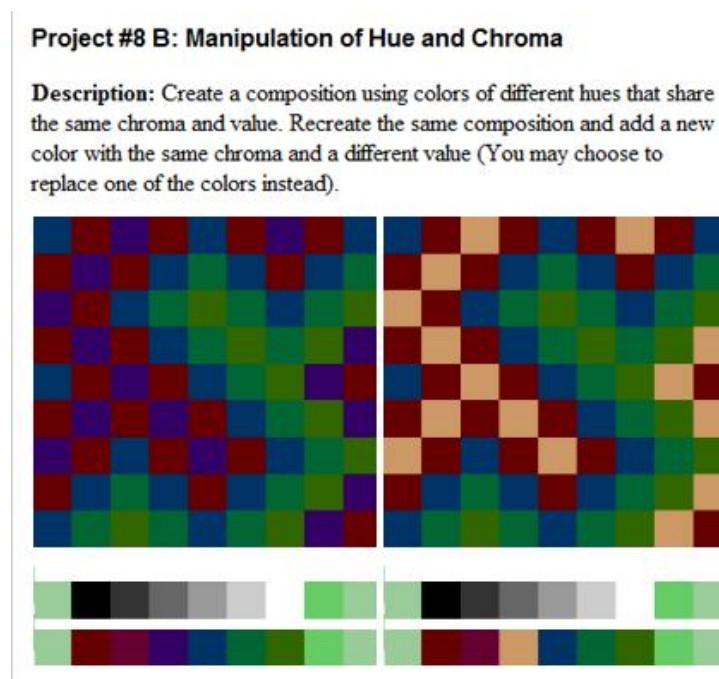 Project #8 B: Manipulation of Hue and Chroma
Description: Create a composition using colors of different hues that share
the same chroma and value. Recreate the same composition and add a new
color with the same chroma and a different value (You may choose to
replace one of the colors instead).